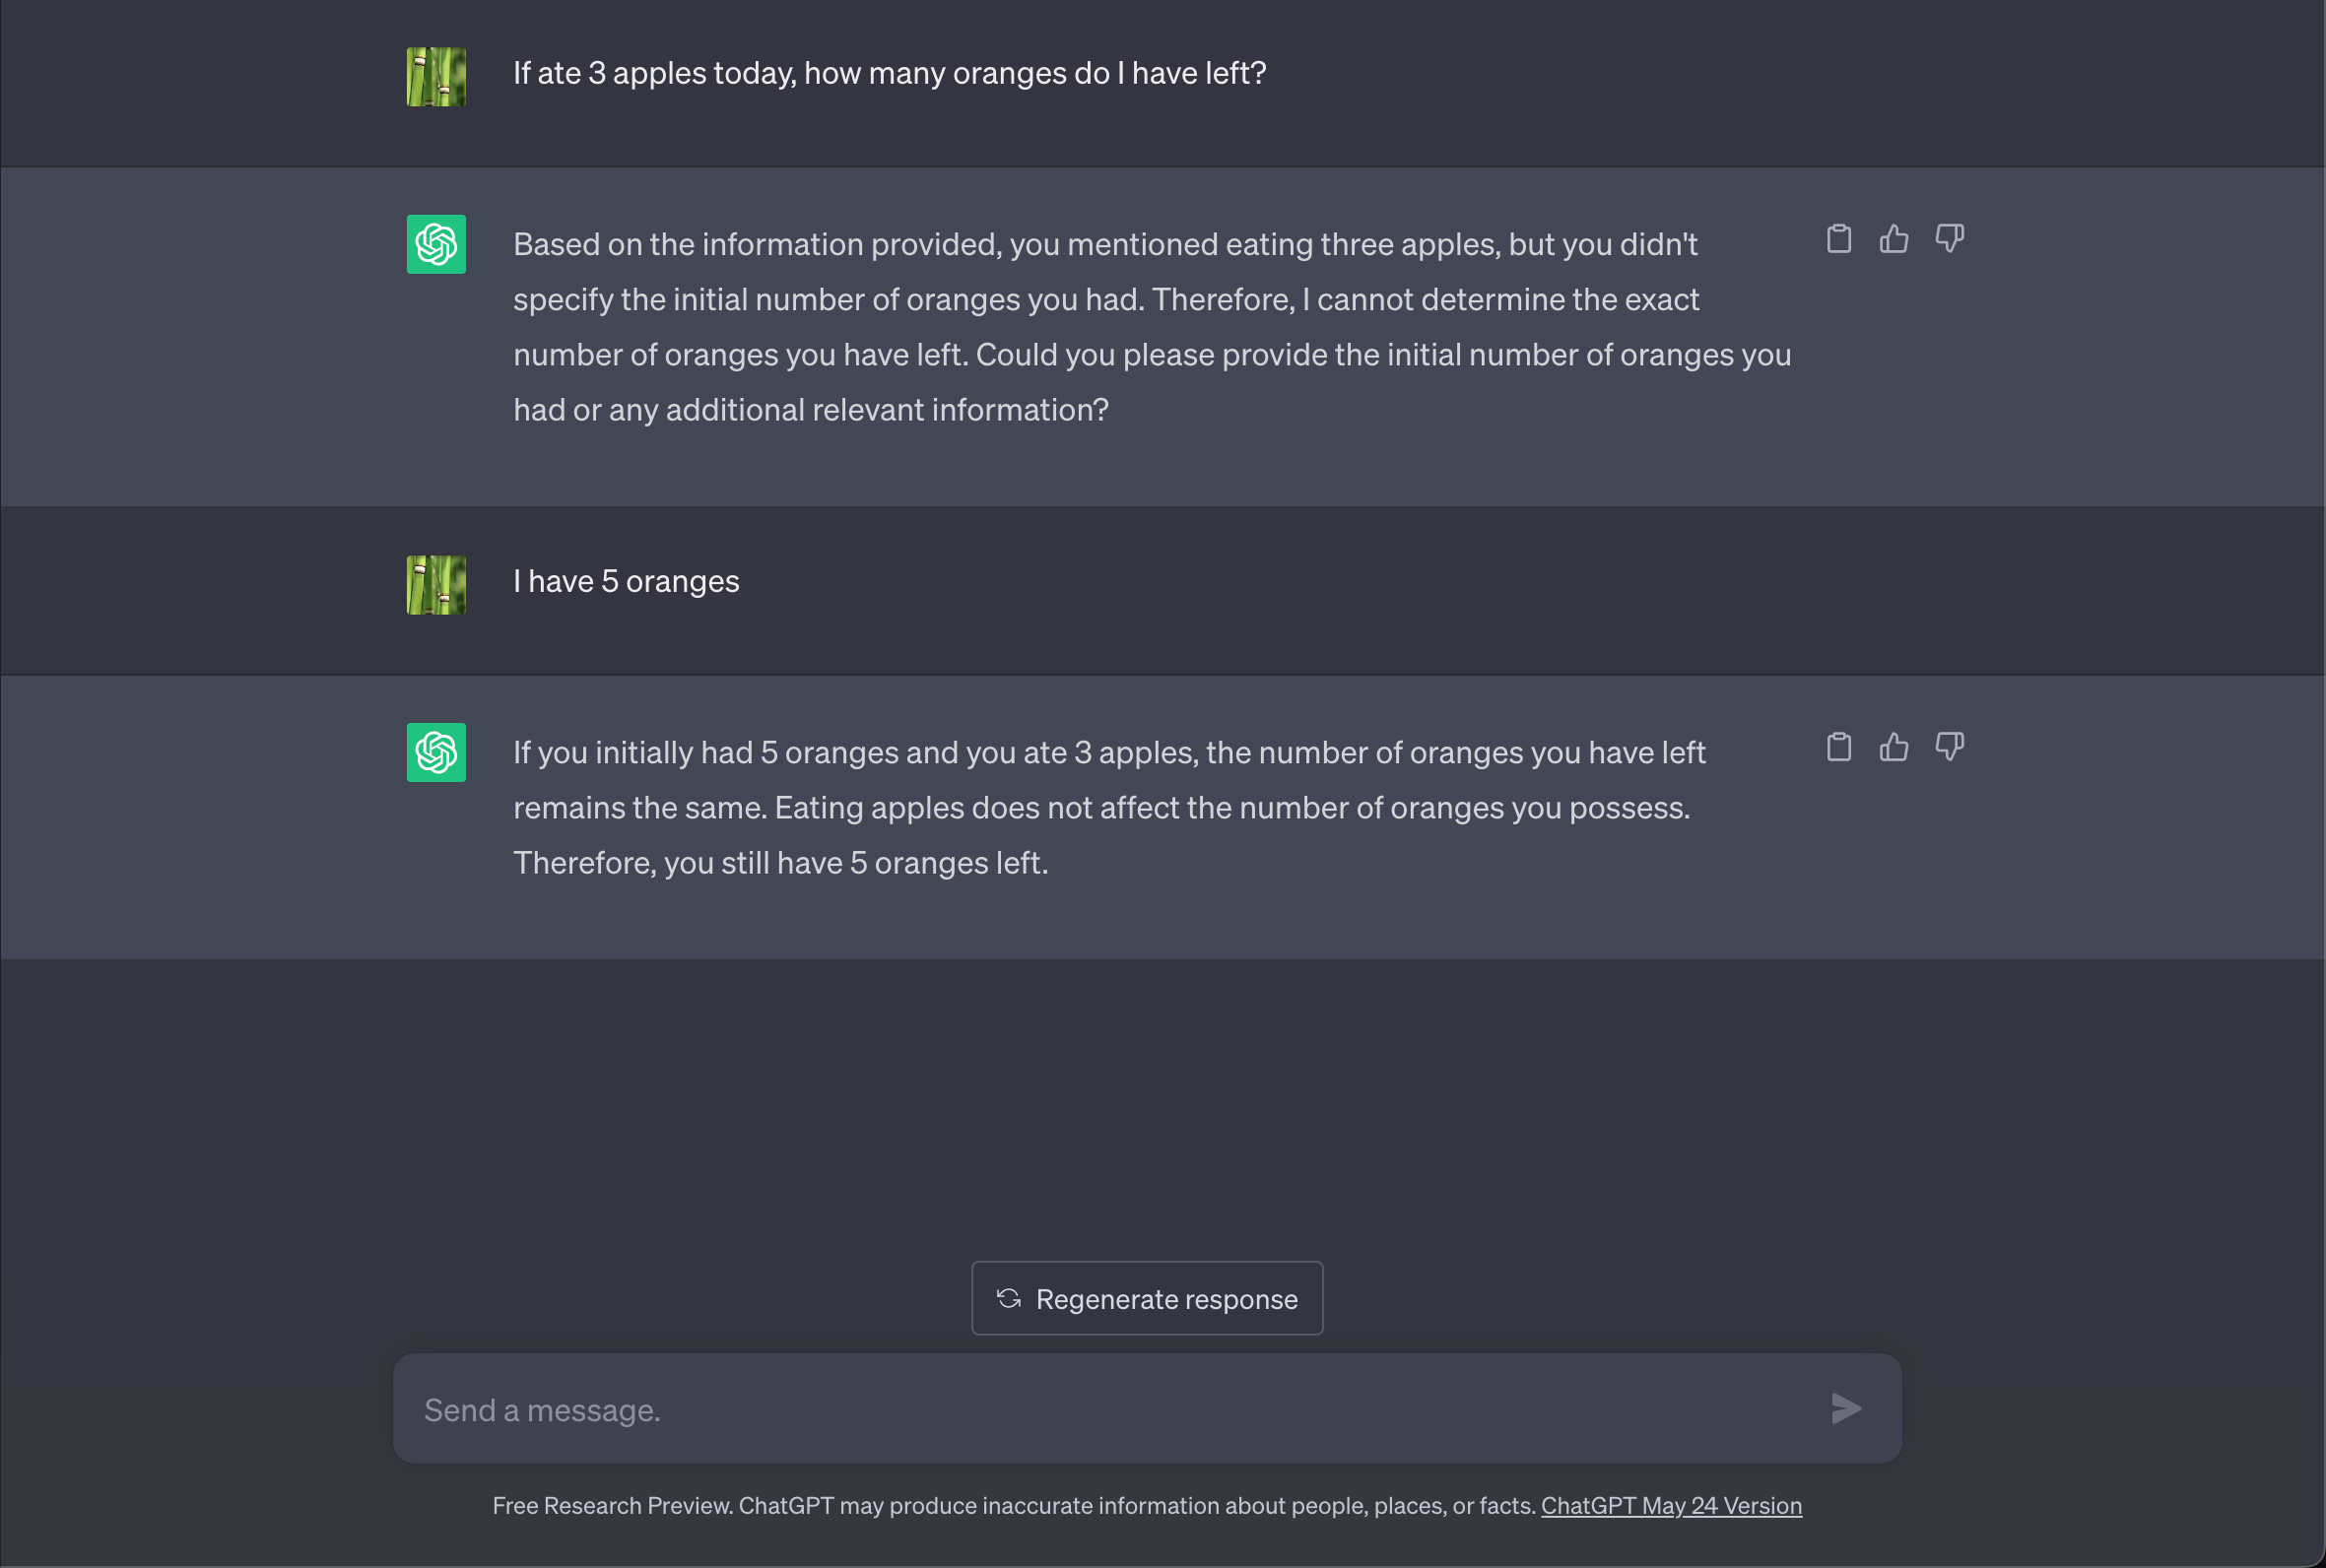 If ate 3 apples today, how many oranges do I have left?
Based on the information provided, you mentioned eating three apples, but you didn't
specify the initial number of oranges you had. Therefore, I cannot determine the exact
number of oranges you have left. Could you please provide the initial number of oranges you
had or any additional relevant information?
I have 5 oranges
If you initially had 5 oranges and you ate 3 apples, the number of oranges you have left
remains the same. Eating apples does not affect the number of oranges you possess.
Therefore, you still have 5 oranges left.
Regenerate response
Send a message.
Free Research Preview. ChatGPT may produce inaccurate information about people, places, or facts. ChatGPT May 24 Version